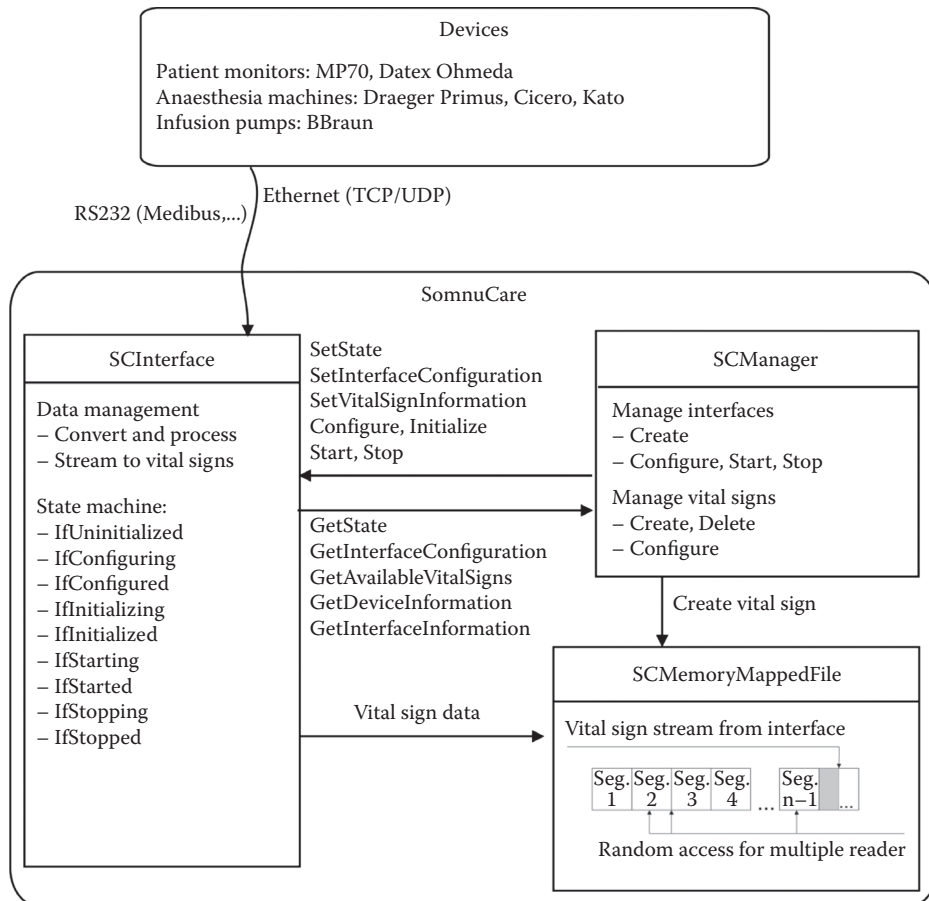 Devices
Patient monitors: MP70, Datex Ohmeda
Anaesthesia machines: Draeger Primus, Cicero, Kato
Infusion pumps: BBraun
Ethernet (TCP/UDP)
RS232 (Medibus,...)
SomnuCare
SCInterface
Data management
– Convert and process
– Stream to vital signs
State machine:
– IfUninitialized
– IfConfiguring
– IfConfigured
– IfInitializing
– IfInitialized
– IfStarting
– IfStarted
– IfStopping
– IfStopped
SetState
SetInterfaceConfiguration
SetVitalSignInformation
Configure, Initialize
Start, Stop
GetState
GetInterfaceConfiguration
GetAvailableVitalSigns
GetDeviceInformation
GetInterfaceInformation
SCManager
Manage interfaces
– Create
– Configure, Start, Stop
Manage vital signs
– Create, Delete
– Configure
Create vital sign
Vital sign data
SCMemoryMappedFile
Vital sign stream from interface
Seg. Seg. Seg. Seg. Seg.
1 2 3 4 ... n–1 ...
Random access for multiple reader